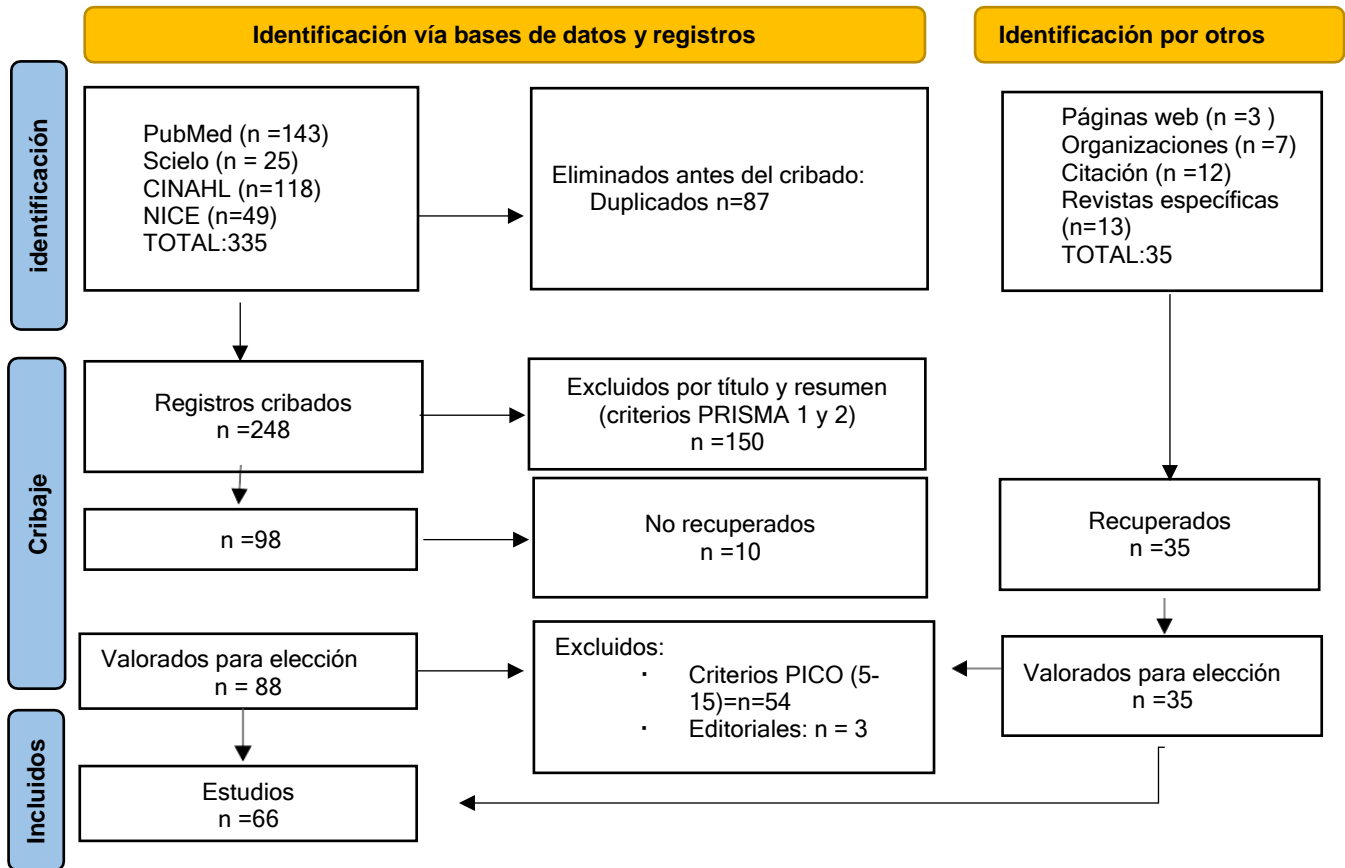 Identificación vía bases de datos y registros
Identificación por otros
identificación
PubMed (n =143)
Scielo (n = 25)
CINAHL (n=118)
NICE (n=49)
TOTAL:335
Eliminados antes del cribado:
Duplicados n=87
Páginas web (n =3 )
Organizaciones (n =7)
Citación (n =12)
Revistas específicas
(n=13)
TOTAL:35
Cribaje
Registros cribados
n =248
Excluidos por título y resumen
(criterios PRISMA 1 y 2)
n =150
n =98
No recuperados
n =10
Recuperados
n =35
Valorados para elección
n = 88
Excluidos:
· Criterios PICO (5-
15)=n=54
· Editoriales: n = 3
Valorados para elección
n =35
Incluidos
Estudios
n =66